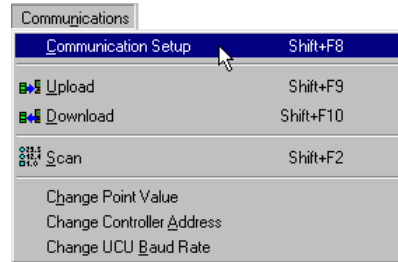 Communications
Communication Setup Shift+F8
Upload Shift+F9
Download Shift+F10
Scan Shift+F2
Change Point Value
Change Controller Address
Change UCU Baud Rate